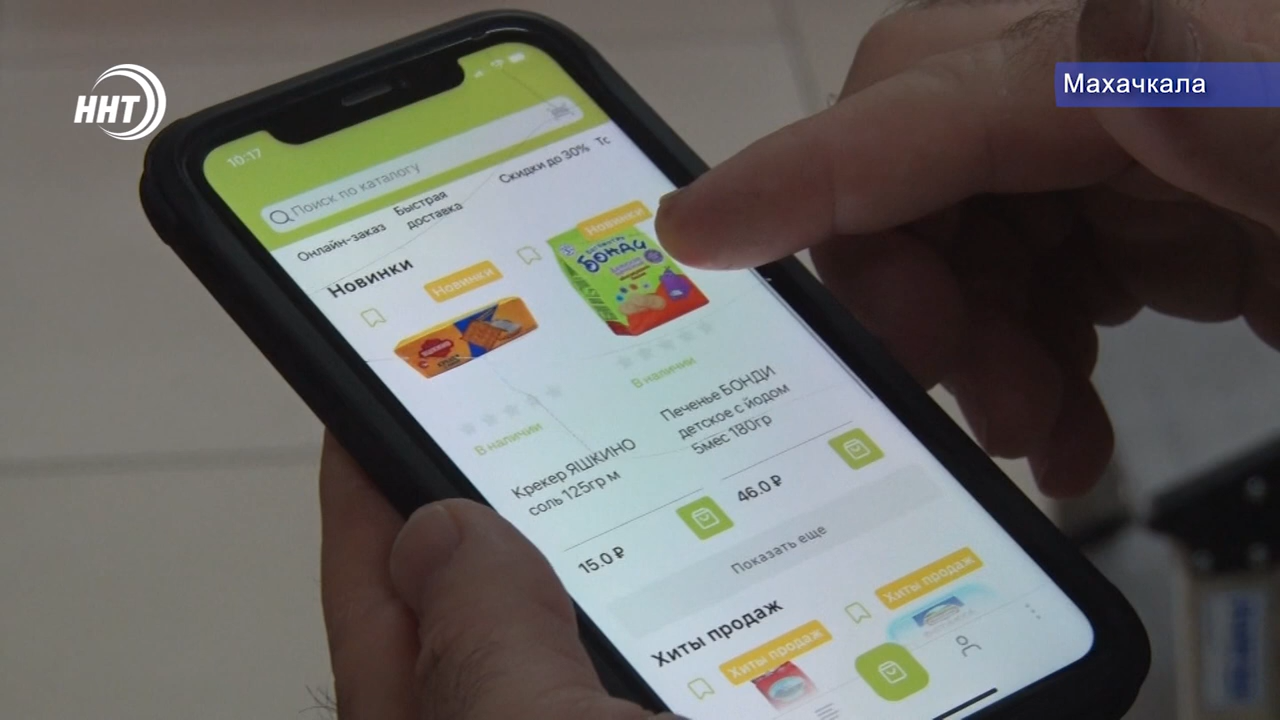 ННТ
Махачкала
10:17
Поиск по каталогу
Онлайн-заказ
Быстрая
доставка
Скидки до 30%
То
Новинки
Новинки
Новинки
БОНДИ
В наличии
В наличии
Крекер ЯШКИНО
соль 125гр м
Печенье БОНДИ
детское с йодом
5мес 180гр
15.0 ₽
46.0 ₽
Показать еще
Хиты продаж
Хиты продаж
Хиты продаж